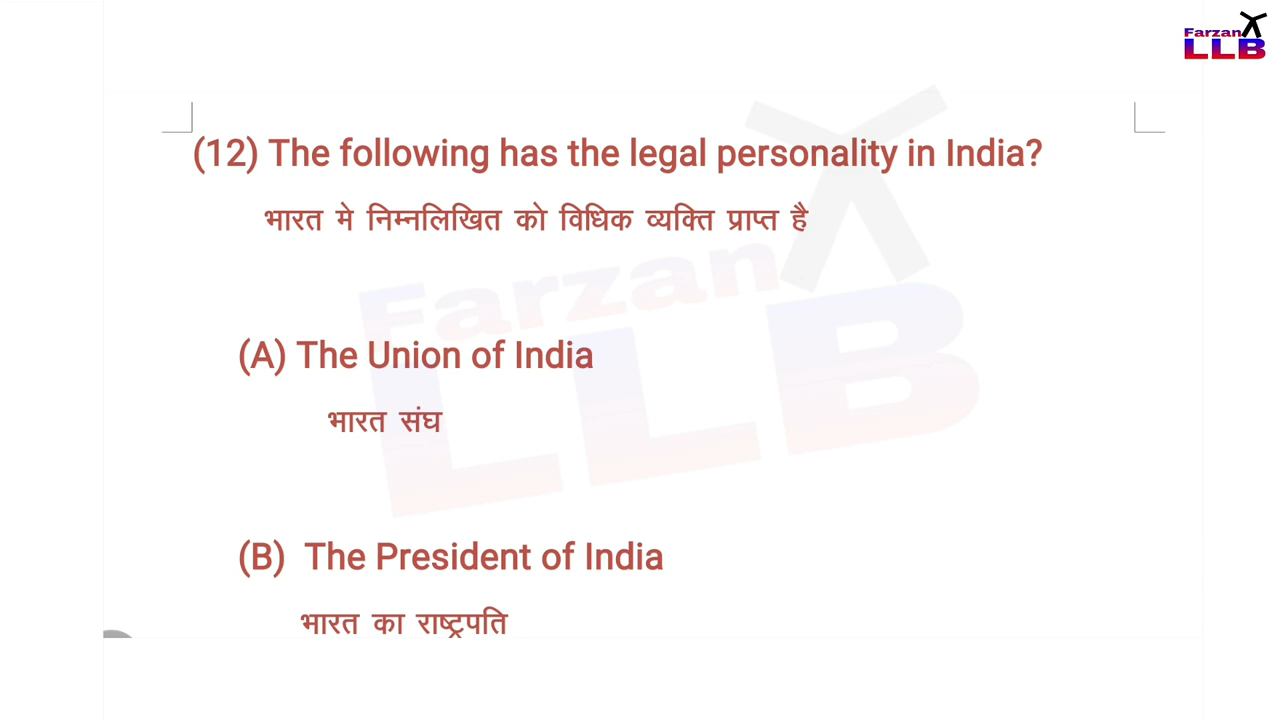 Farzan
LLB
(12) The following has the legal personality in India?
भारत मे निम्नलिखित को विधिक व्यक्ति प्राप्त है
(A) The Union of India
भारत संघ
(B) The President of India
भारत का राष्ट्रपति